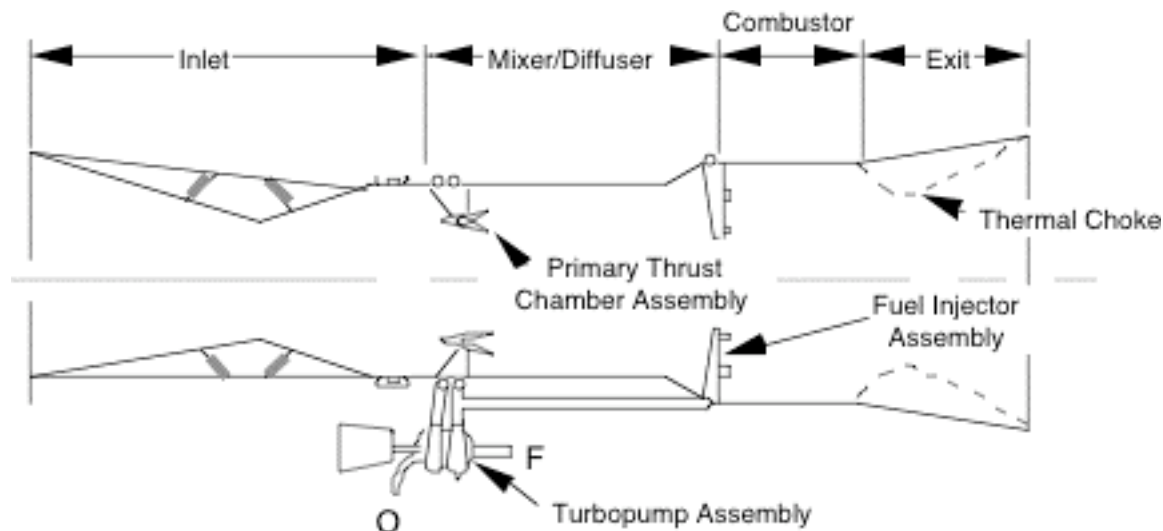 Combustor
Inlet
Mixer/Diffuser
Exit
Thermal Choke
Primary Thrust
Chamber Assembly
Fuel Injector
Assembly
F
Turbopump Assembly
O